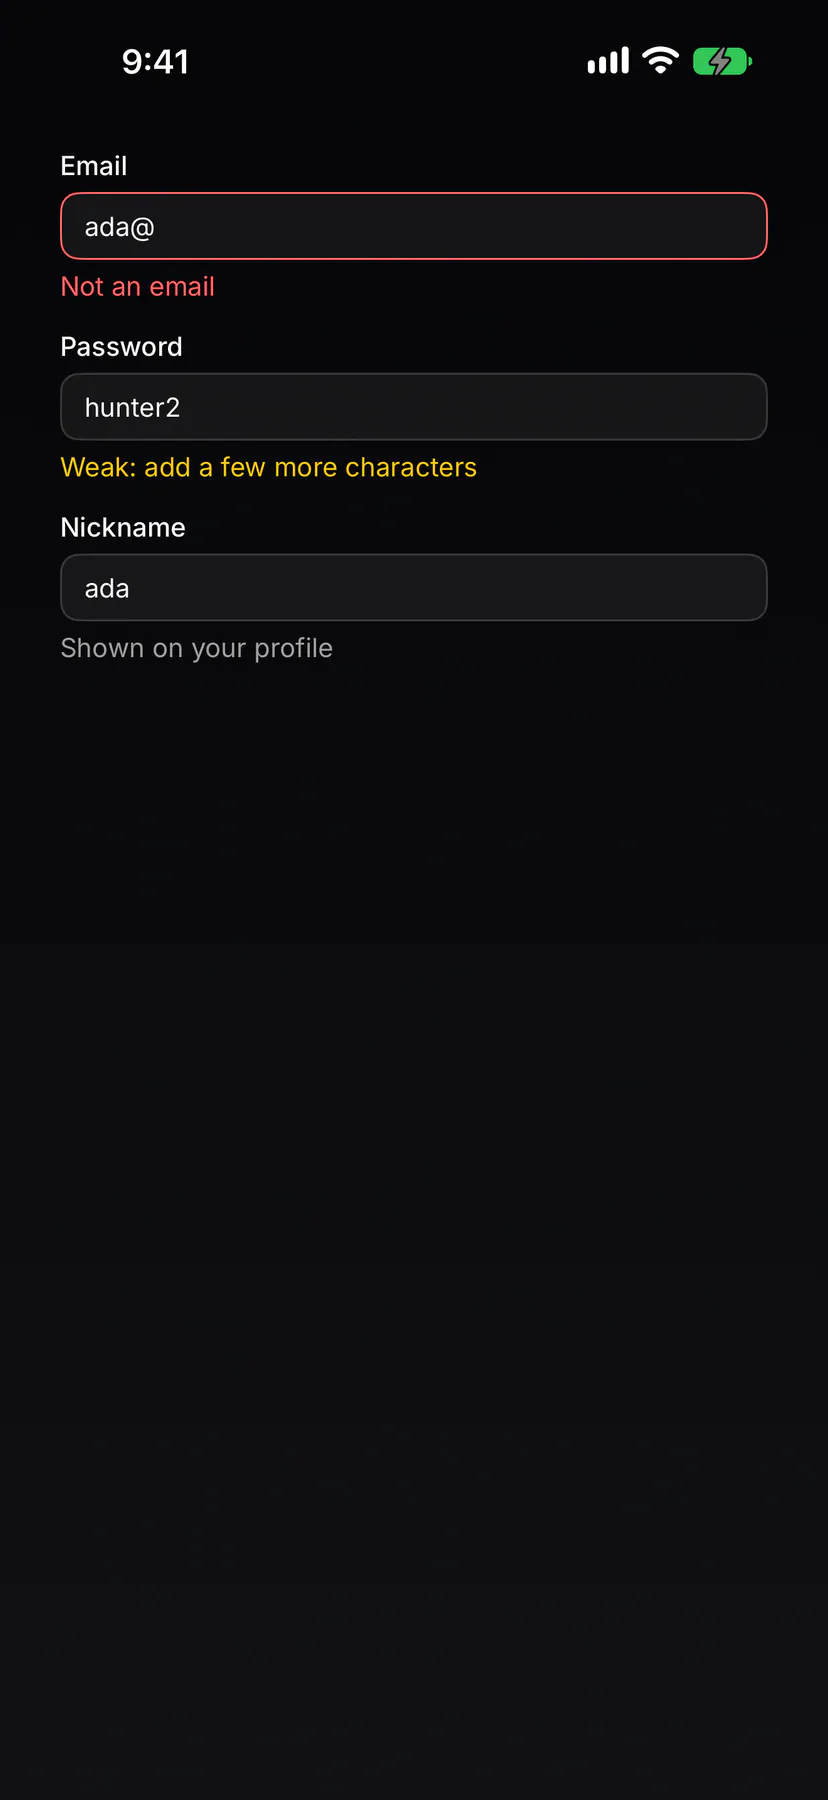 9:41
Email
ada@
Not an email
Password
hunter2
Weak: add a few more characters
Nickname
ada
Shown on your profile